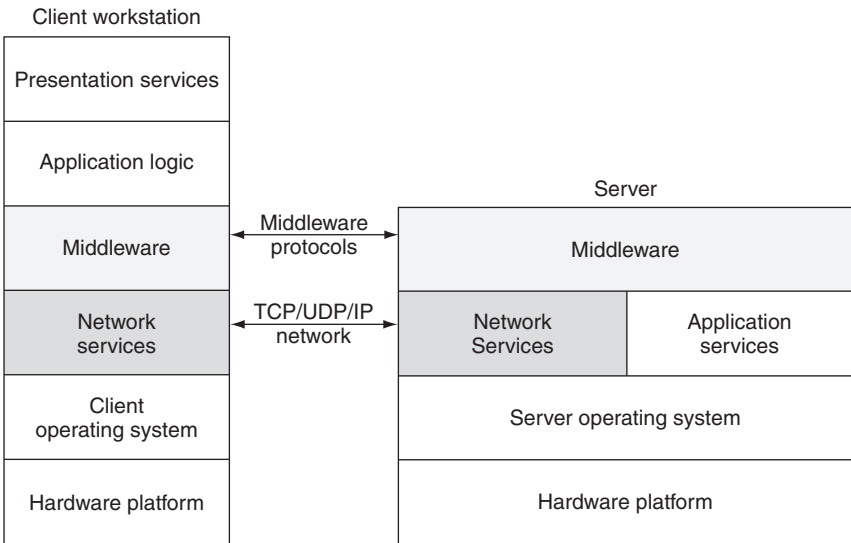 Client workstation
Presentation services
Application logic
Server
Middleware
Middleware
protocols
Middleware
Network
services
TCP/UDP/IP
network
Network
Services
Application
services
Client
operating system
Server operating system
Hardware platform
Hardware platform